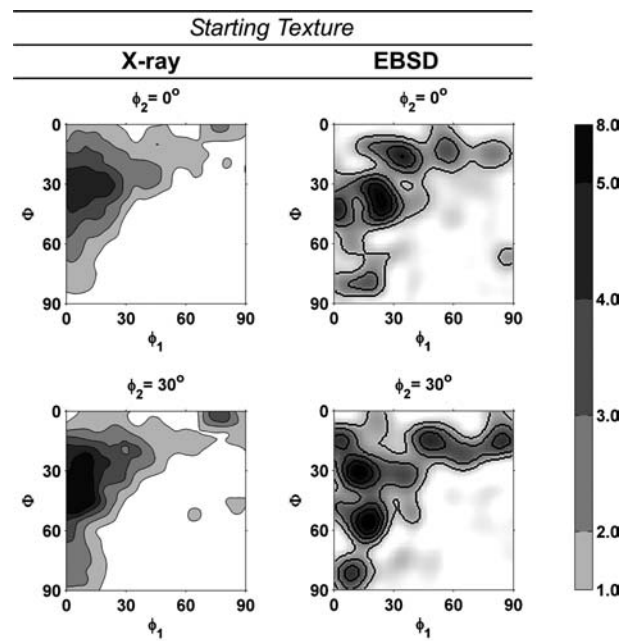 Starting Texture
X-ray EBSD
ϕ₂= 0° ϕ₂= 0°
0 0 8.0
5.0
30 30
Φ Φ
60 60 4.0
90 90
0 30 60 90 0 30 60 90
ϕ₁ ϕ₁
3.0
ϕ₂= 30° ϕ₂= 30°
0 0
30 30
Φ Φ 2.0
60 60
90 90 1.0
0 30 60 90 0 30 60 90
ϕ₁ ϕ₁